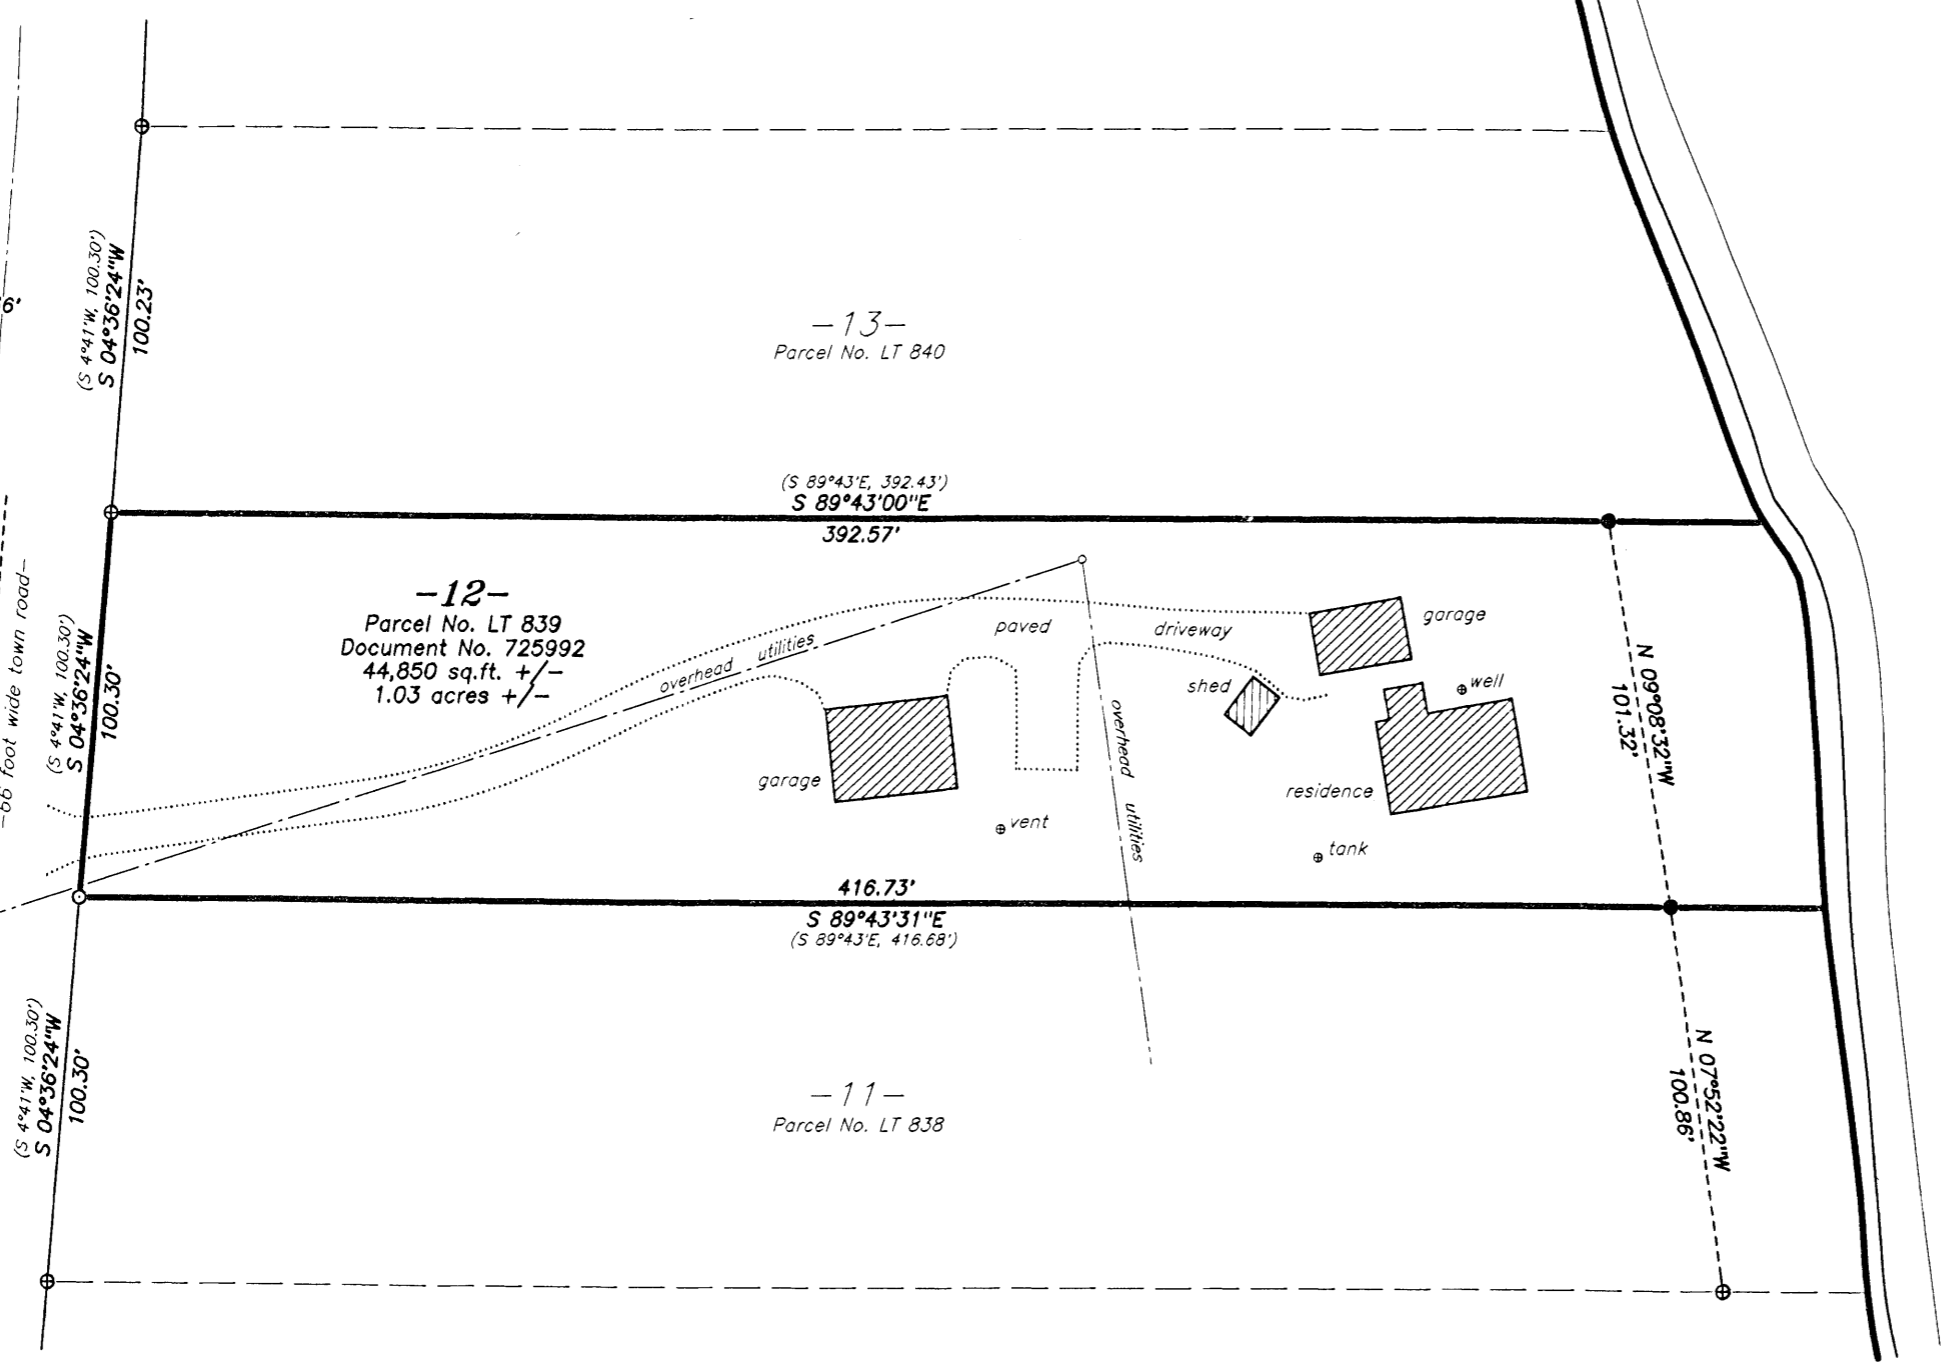 (S 4°41'W, 100.30')
S 04°36'24"W
100.23'
6'
-13-
Parcel No. LT 840
(S 89°43'E, 392.43')
S 89°43'00"E
392.57'
-66 foot wide town road-
(S 4°41'W, 100.30')
S 04°36'24"W
100.30'
-12-
Parcel No. LT 839
Document No. 725992
44,850 sq.ft. +/-
1.03 acres +/-
overhead utilities
paved driveway
garage
shed
well
garage
residence
vent
tank
overhead utilities
N 09°08'32"W
101.32'
416.73'
S 89°43'31"E
(S 89°43'E, 416.68')
(S 4°41'W, 100.30')
S 04°36'24"W
100.30'
-11-
Parcel No. LT 838
N 07°52'22"W
100.86'